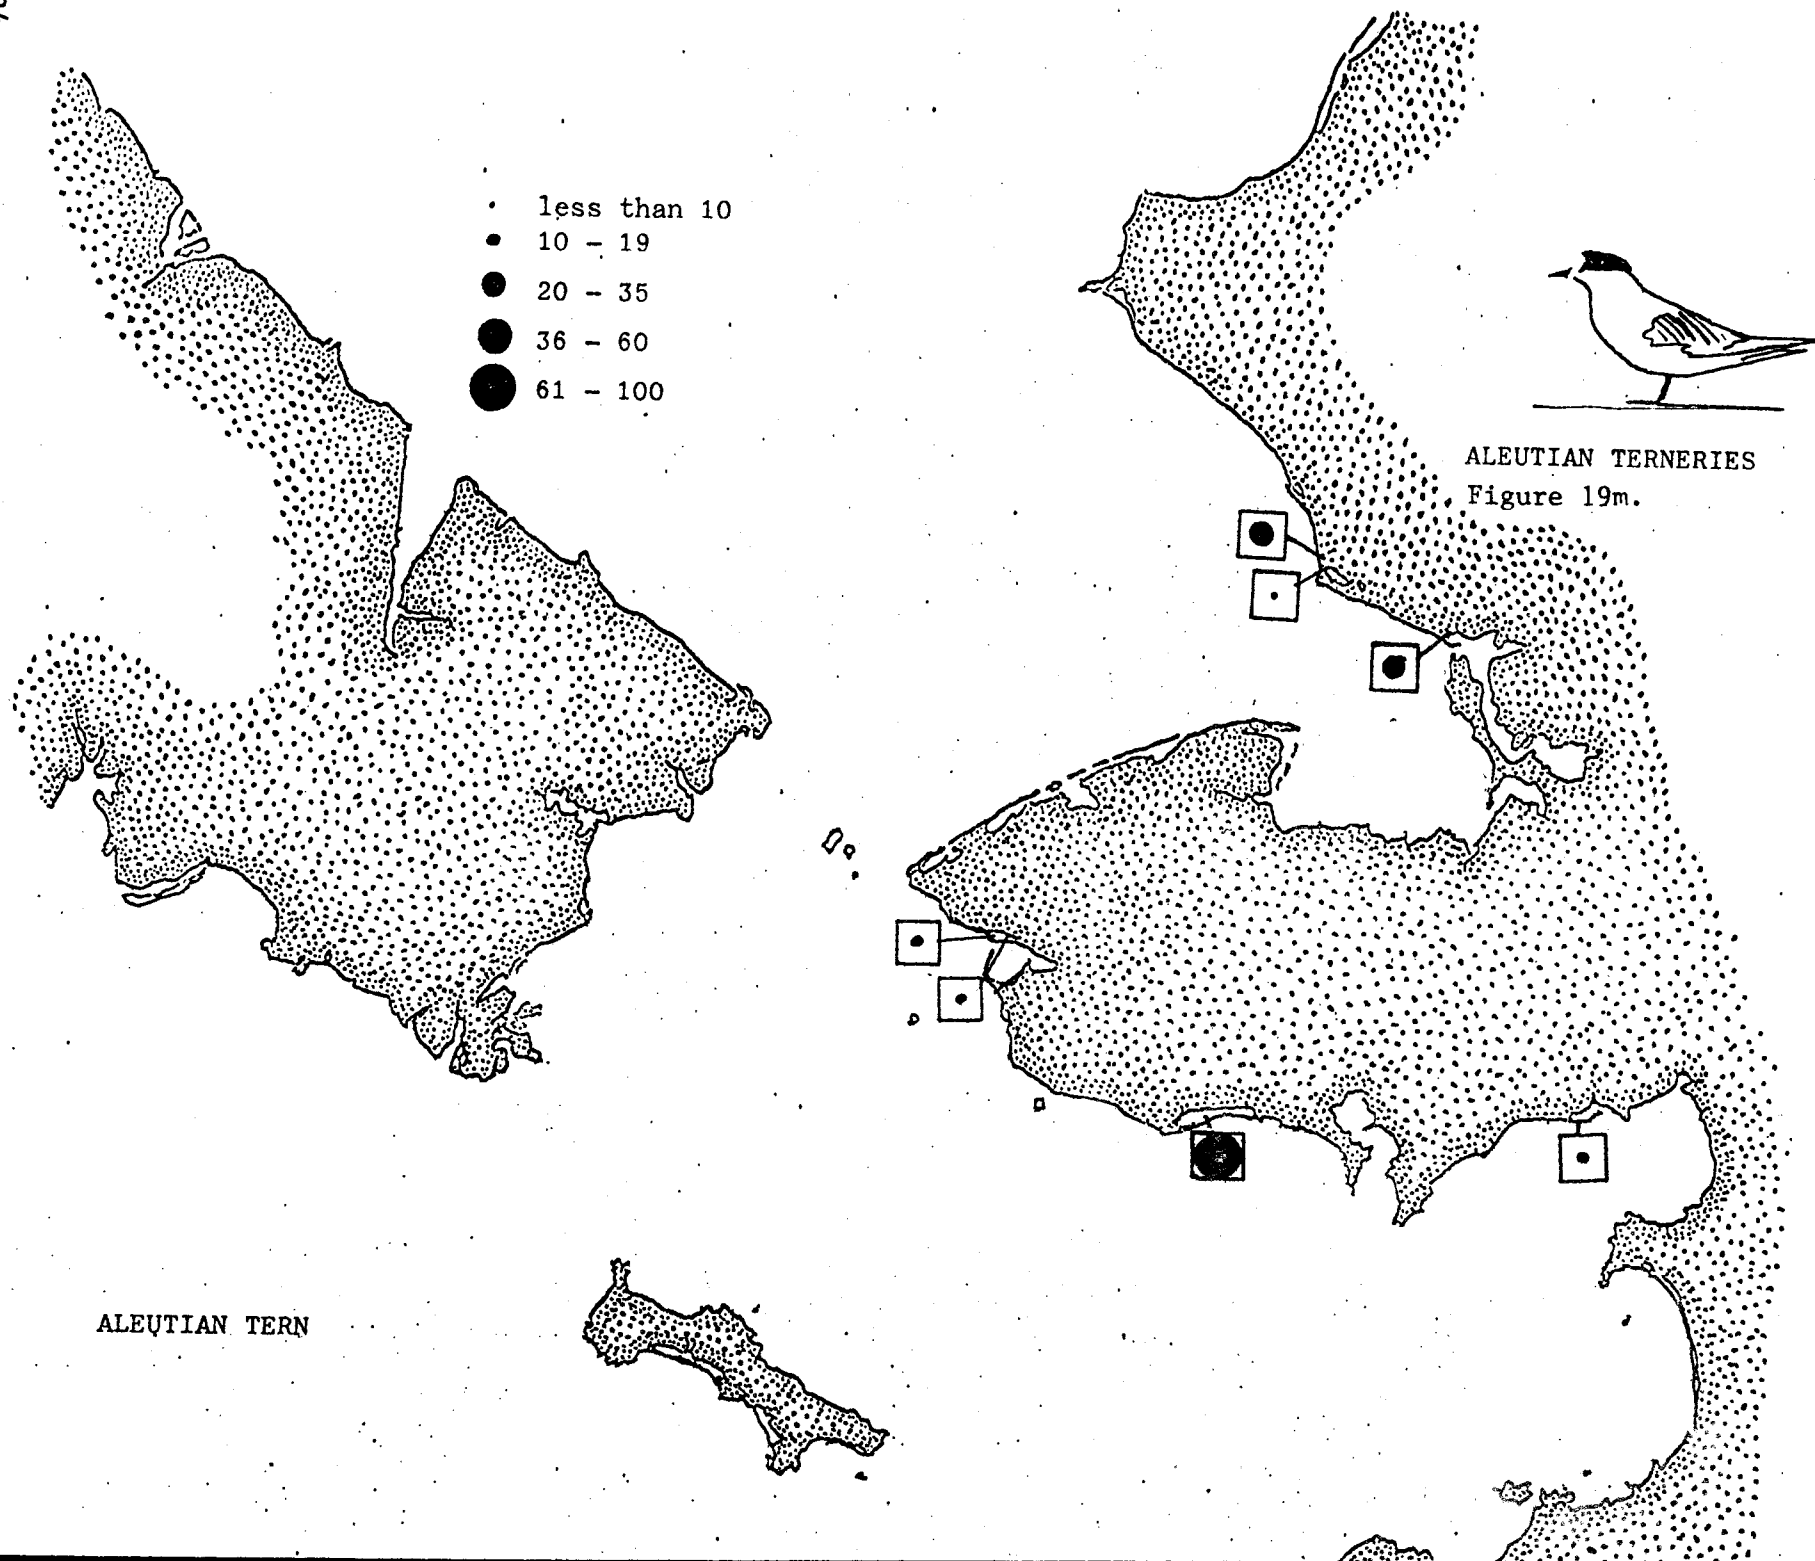 less than 10
10 - 19
20 - 35
36 - 60
61 - 100
ALEUTIAN TERNERIES
Figure 19m.
ALEUTIAN TERN